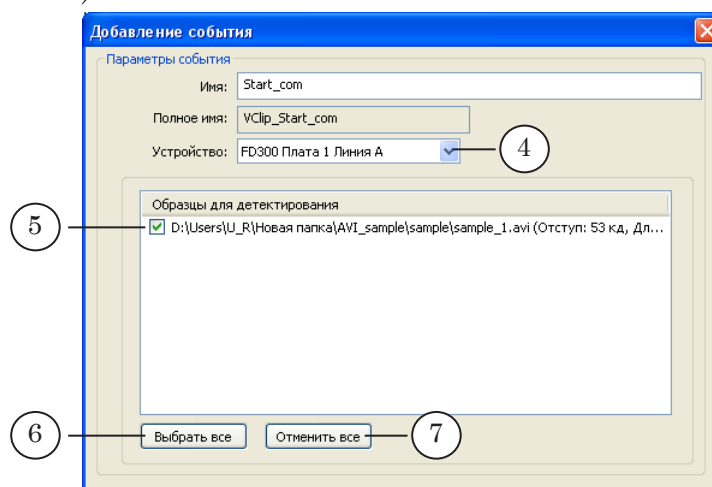 )
Добавление события
Параметры события
Имя: Start_com
Полное имя: VClip_Start_com
Устройство: FD300 Плата 1 Линия A
4
Образцы для детектирования
5
D:\Users\U_R\Новая папка\AVI_sample\sample\sample_1.avi (Отступ: 53 кд, Дл...
6
Выбрать все
Отменить все
7